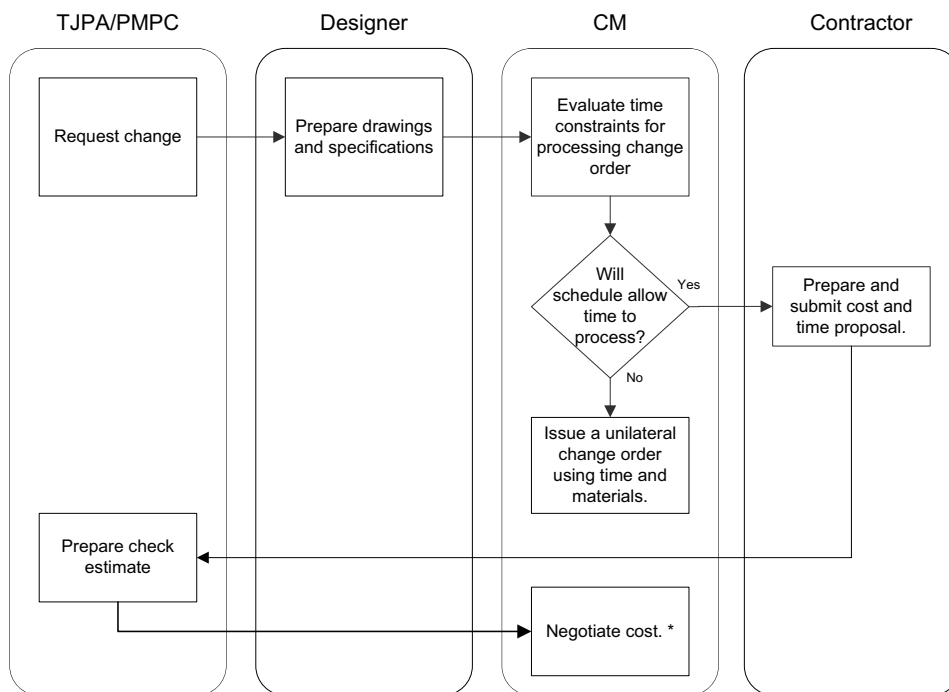 TJPA/PMPC
Designer
CM
Contractor
Request change
Prepare drawings
and specifications
Evaluate time
constraints for
processing change
order
Will
schedule allow
time to
process?
Yes
No
Prepare and
submit cost and
time proposal.
Issue a unilateral
change order
using time and
materials.
Prepare check
estimate
Negotiate cost. *